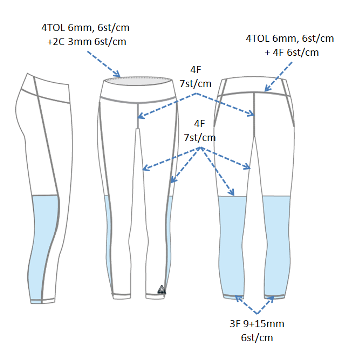 4TOL 6mm, 6st/cm
+2C 3mm 6st/cm
4TOL 6mm, 6st/cm
+ 4F 6st/cm
4F
7st/cm
4F
7st/cm
3F 9+15mm
6st/cm